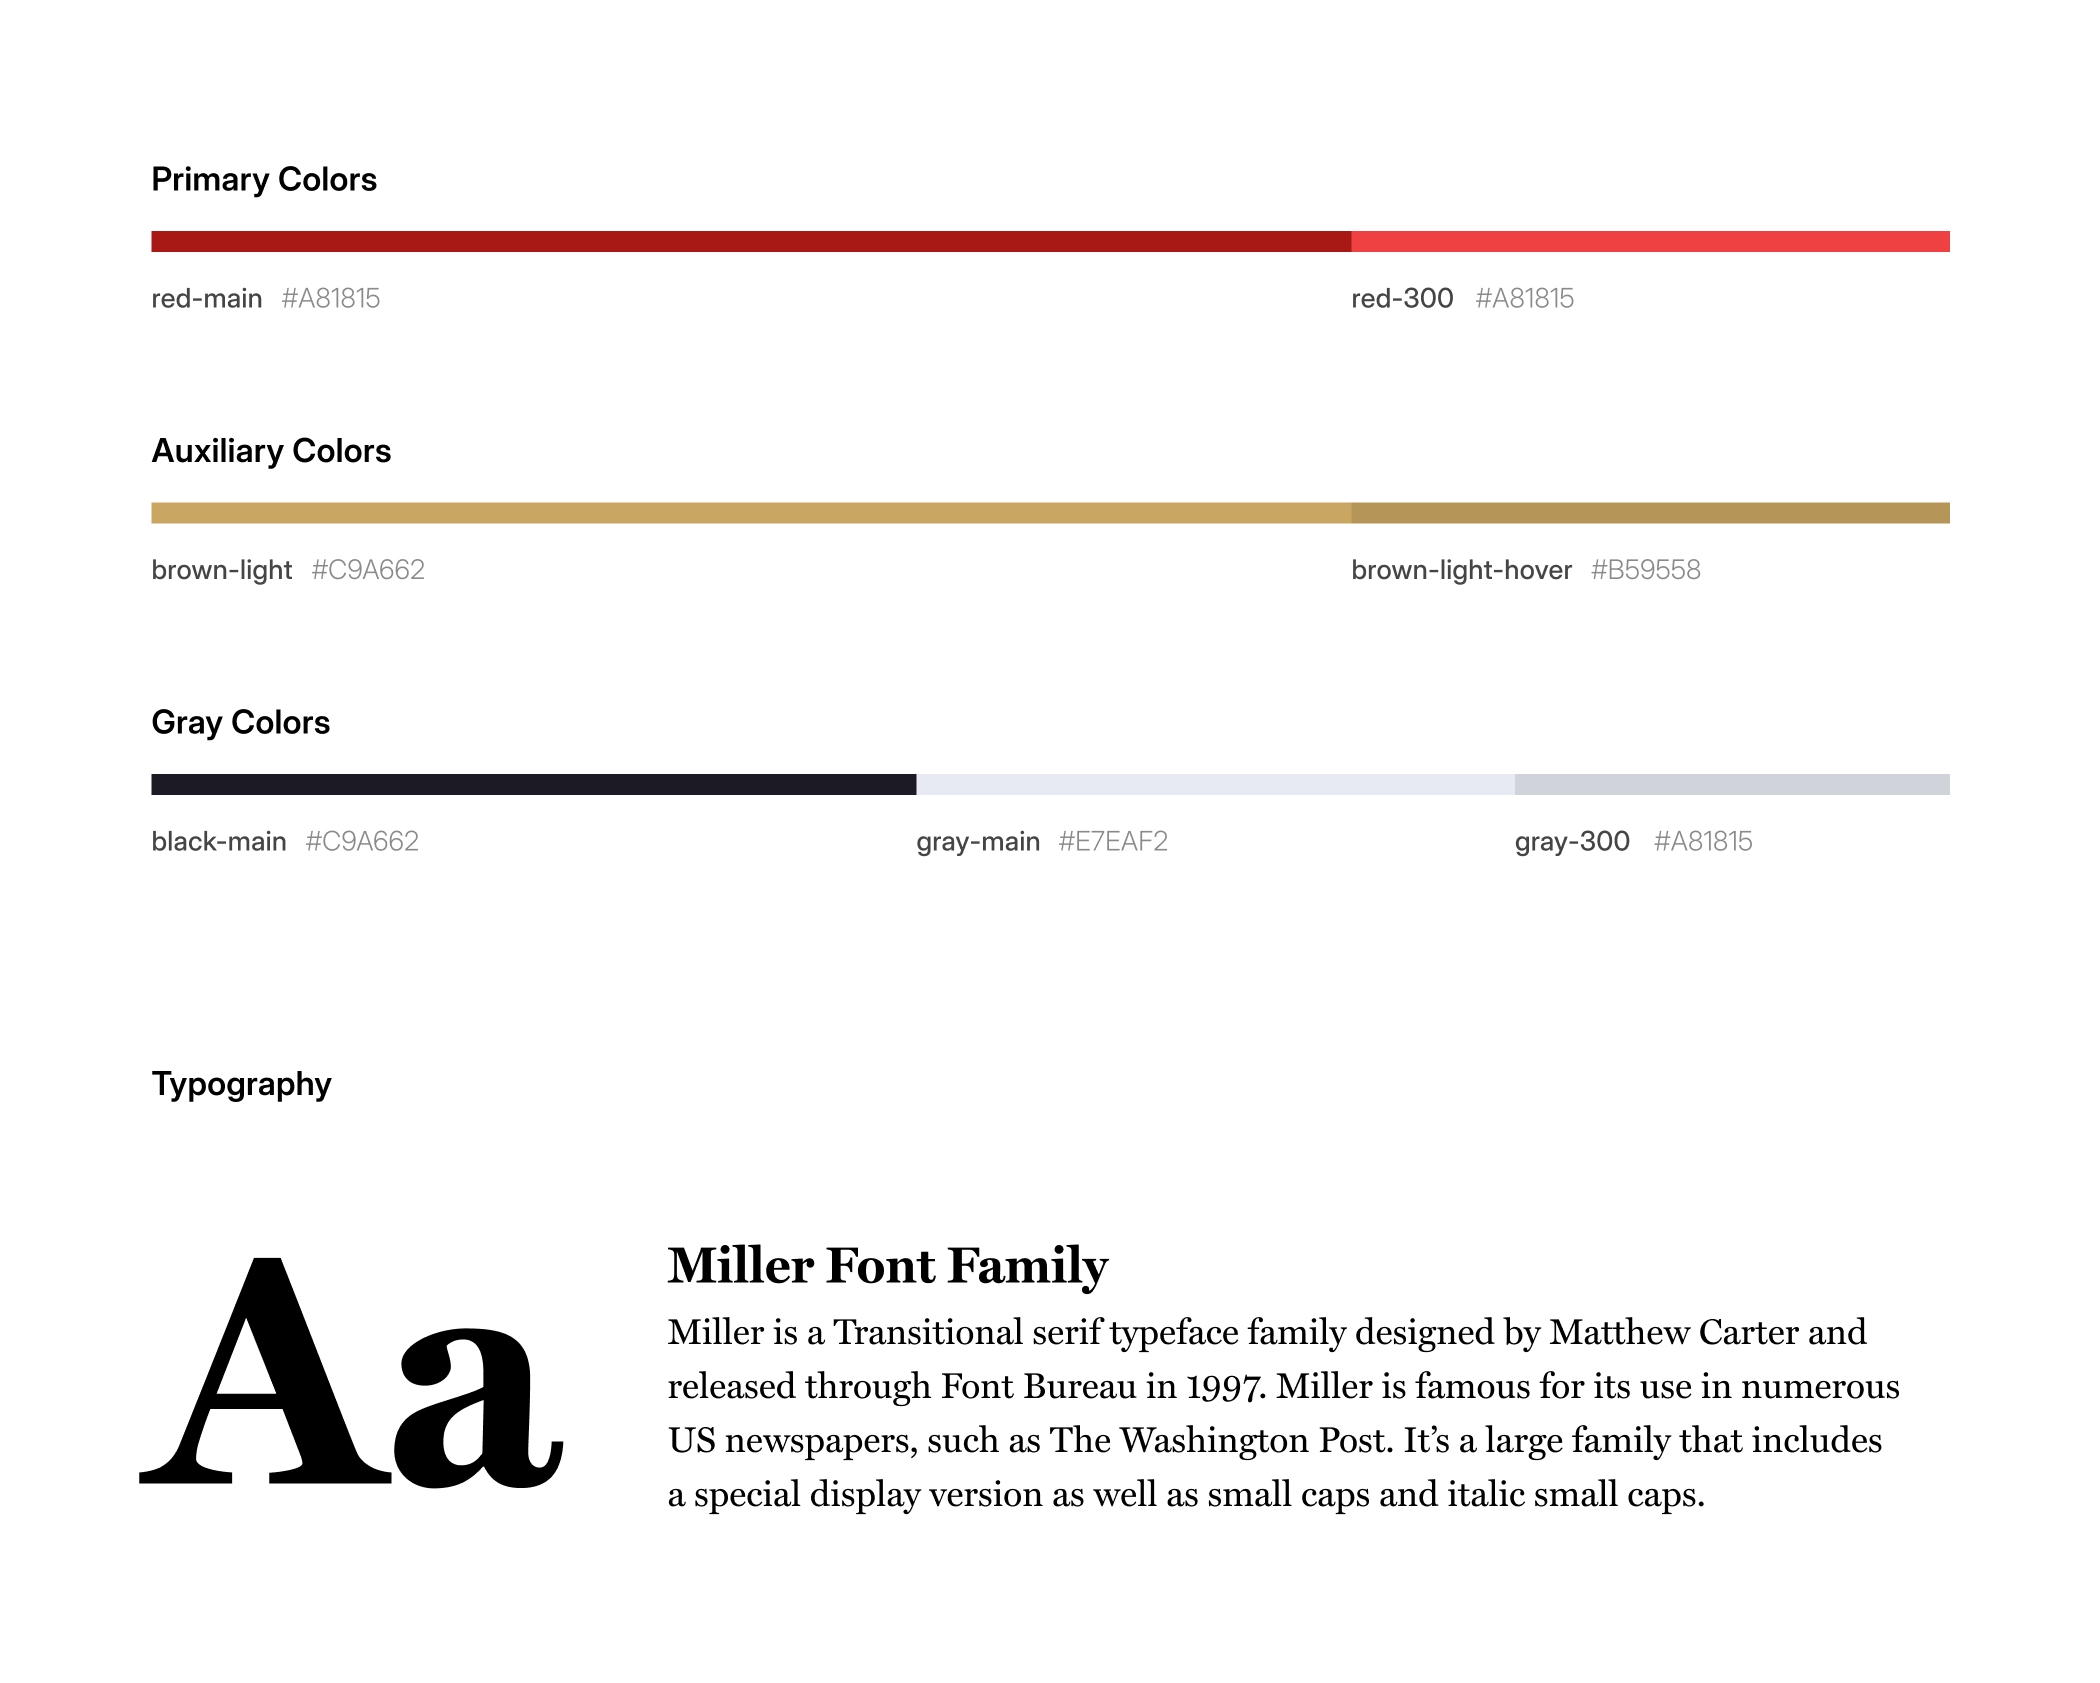 Primary Colors
red-main #A81815
red-300 #A81815
Auxiliary Colors
brown-light #C9A662
brown-light-hover #B59558
Gray Colors
black-main #C9A662
gray-main #E7EAF2
gray-300 #A81815
Typography
Aa
Miller Font Family
Miller is a Transitional serif typeface family designed by Matthew Carter and
released through Font Bureau in 1997. Miller is famous for its use in numerous
US newspapers, such as The Washington Post. It’s a large family that includes
a special display version as well as small caps and italic small caps.